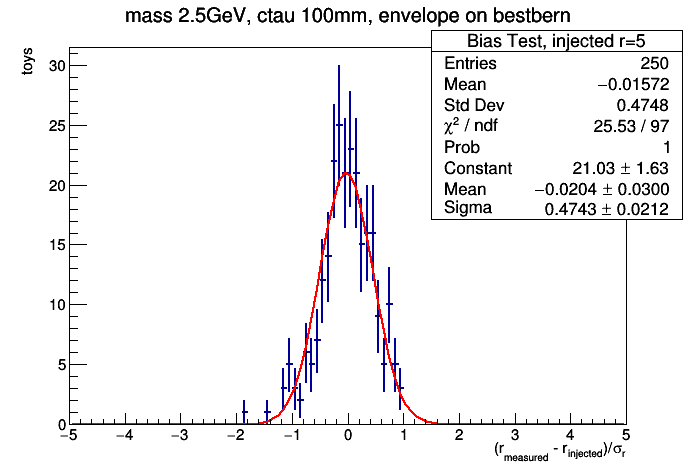 mass 2.5GeV, ctau 100mm, envelope on bestbern
Bias Test, injected r=5
Entries 250
Mean −0.01572
Std Dev 0.4748
χ² / ndf 25.53 / 97
Prob 1
Constant 21.03 ± 1.63
Mean −0.0204 ± 0.0300
Sigma 0.4743 ± 0.0212
toys
30
25
20
15
10
5
0
−5 −4 −3 −2 −1 0 1 2 3 4 5
(r_measured - r_injected)/σ_r